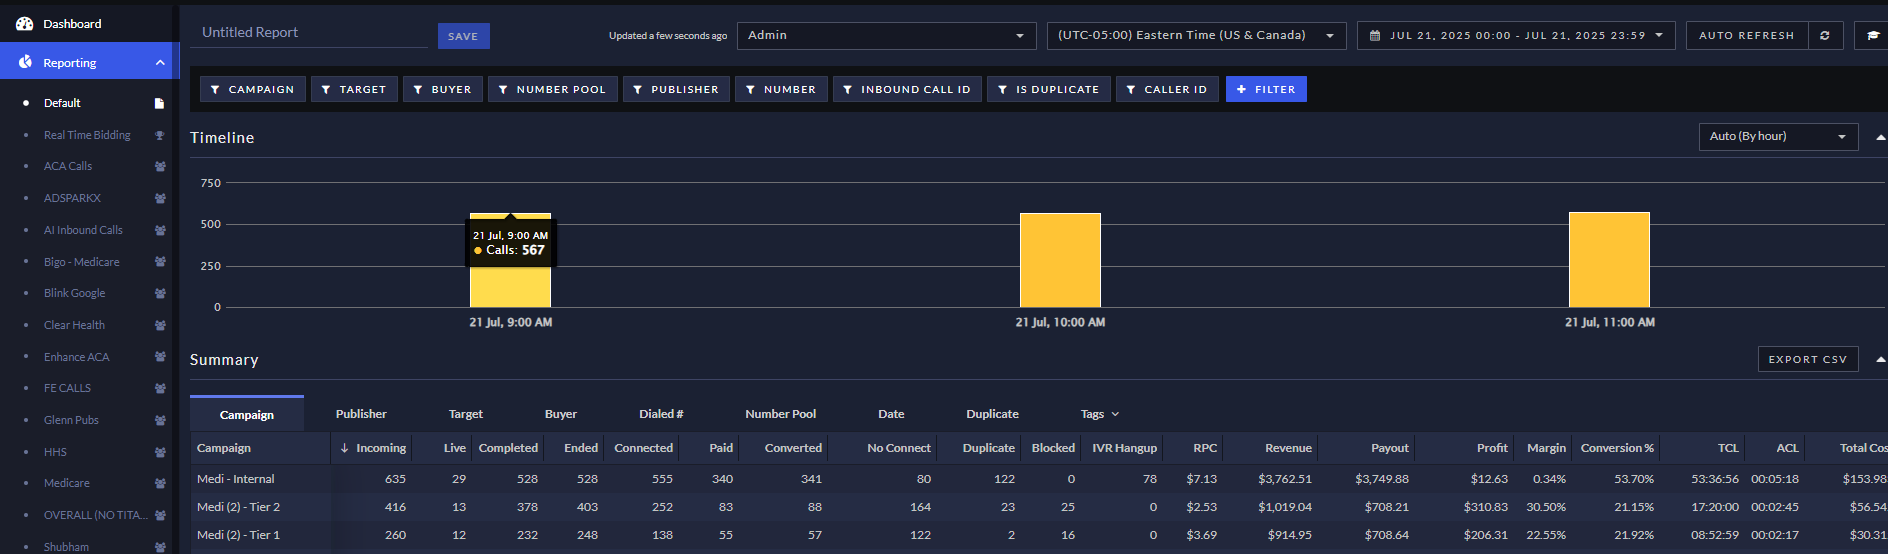 Dashboard
Reporting
Default
Real Time Bidding
ACA Calls
ADSPARKX
AI Inbound Calls
Bigo - Medicare
Blink Google
Clear Health
Enhance ACA
FE CALLS
Glenn Pubs
HHS
Medicare
OVERALL (NO TITA...
Shubham
Untitled Report SAVE Updated a few seconds ago Admin (UTC-05:00) Eastern Time (US & Canada) JUL 21, 2025 00:00 - JUL 21, 2025 23:59 AUTO REFRESH
CAMPAIGN TARGET BUYER NUMBER POOL PUBLISHER NUMBER INBOUND CALL ID IS DUPLICATE CALLER ID + FILTER
Timeline Auto (By hour)
750
500
250
0
21 Jul, 9:00 AM
Calls: 567
21 Jul, 9:00 AM 21 Jul, 10:00 AM 21 Jul, 11:00 AM
Summary EXPORT CSV
Campaign Publisher Target Buyer Dialed # Number Pool Date Duplicate Tags
Campaign Incoming Live Completed Ended Connected Paid Converted No Connect Duplicate Blocked IVR Hangup RPC Revenue Payout Profit Margin Conversion % TCL ACL Total Cos
Medi - Internal 635 29 528 528 555 340 341 80 122 0 78 $7.13 $3,762.51 $3,749.88 $12.63 0.34% 53.70% 53:36:56 00:05:18 $153.98
Medi (2) - Tier 2 416 13 378 403 252 83 88 164 23 25 0 $2.53 $1,019.04 $708.21 $310.83 30.50% 21.15% 17:20:00 00:02:45 $56.54
Medi (2) - Tier 1 260 12 232 248 138 55 57 122 2 16 0 $3.69 $914.95 $708.64 $206.31 22.55% 21.92% 08:52:59 00:02:17 $30.31